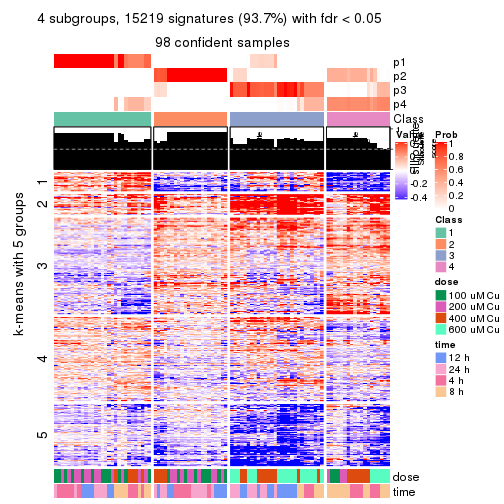 4 subgroups, 15219 signatures (93.7%) with fdr < 0.05
98 confident samples
p1
p2
p3
p4
Class
1
2
3
4
5
k-means with 5 groups
dose
time
Value
0.4
-0.4
Prob
1
0.8
0.6
0.4
0.2
0
Class
1
2
3
4
dose
100 uM Cu
200 uM Cu
400 uM Cu
600 uM Cu
time
12 h
24 h
4 h
8 h